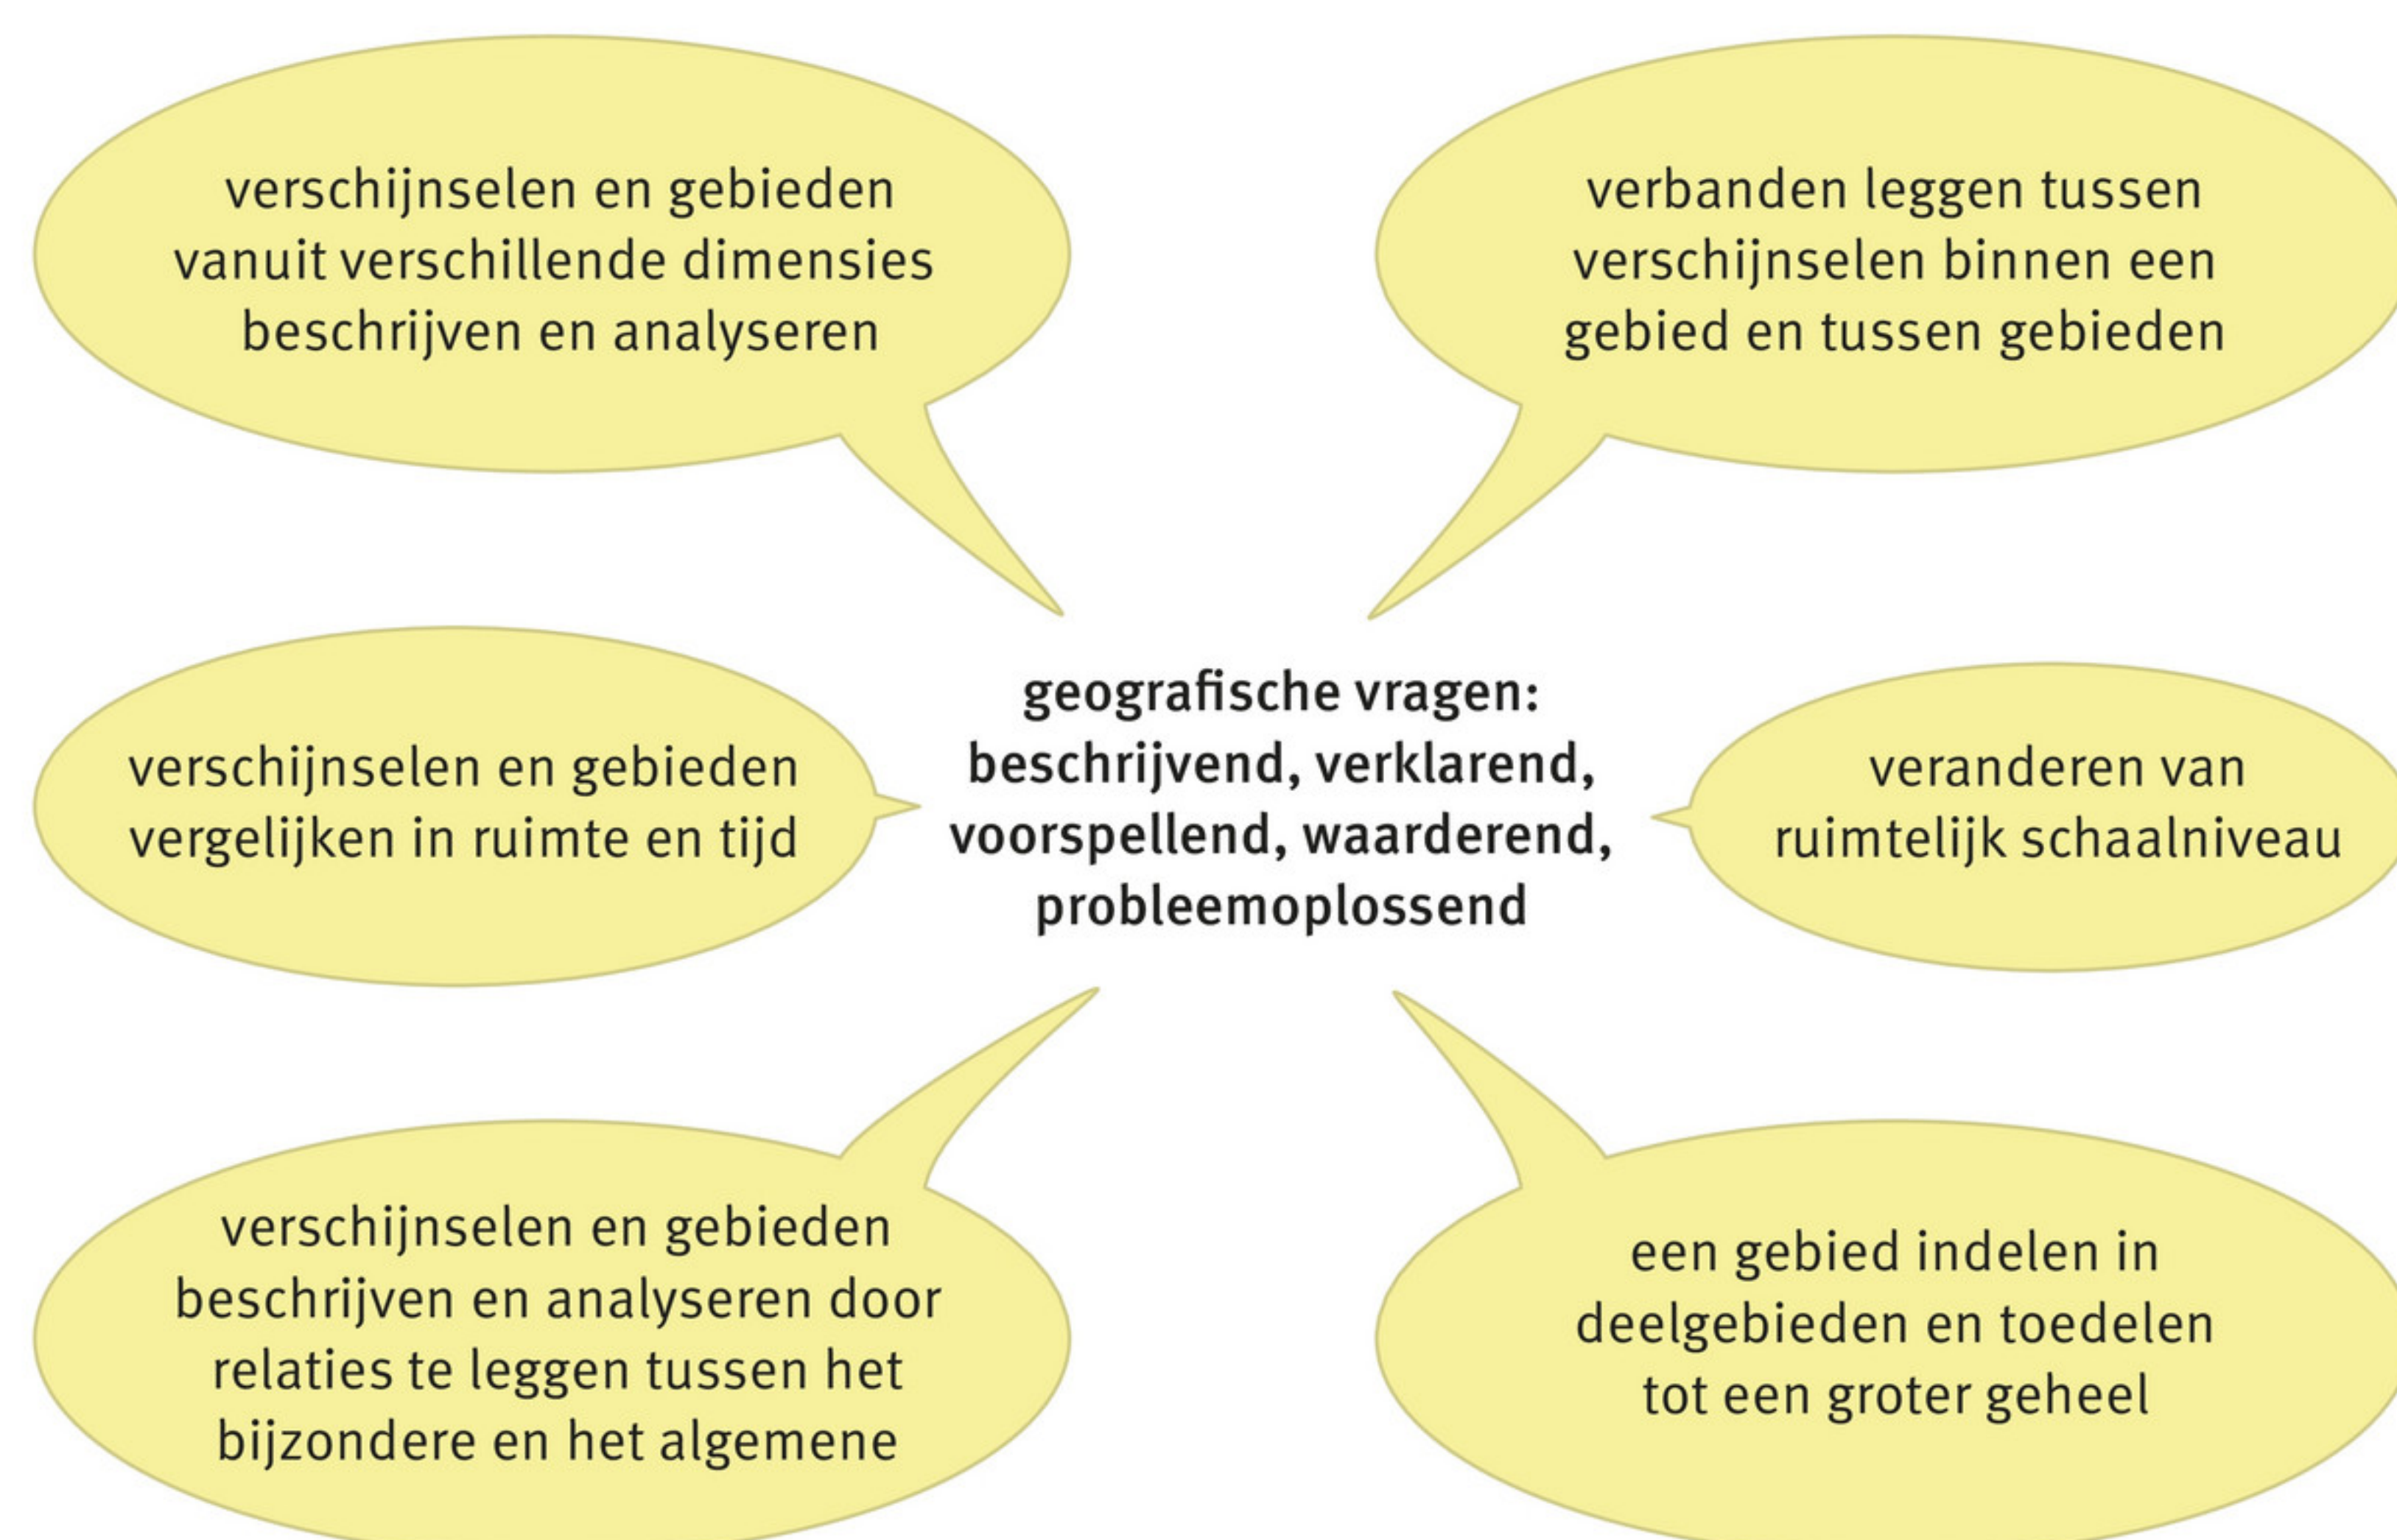 verschijnselen en gebieden
vanuit verschillende dimensies
beschrijven en analyseren
verbanden leggen tussen
verschijnselen binnen een
gebied en tussen gebieden
verschijnselen en gebieden
vergelijken in ruimte en tijd
geografische vragen:
beschrijvend, verklarend,
voorspellend, waarderend,
probleemoplossend
veranderen van
ruimtelijk schaalniveau
verschijnselen en gebieden
beschrijven en analyseren door
relaties te leggen tussen het
bijzondere en het algemene
een gebied indelen in
deelgebieden en toedelen
tot een groter geheel